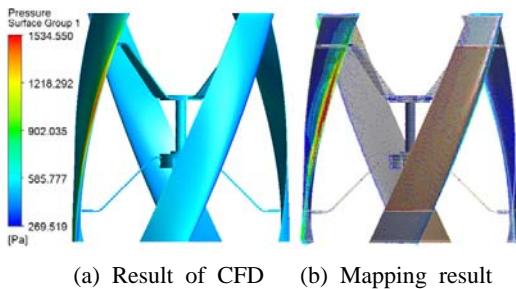 Pressure
Surface Group 1
1534.550
1218.292
902.035
585.777
269.519
[Pa]
(a) Result of CFD (b) Mapping result